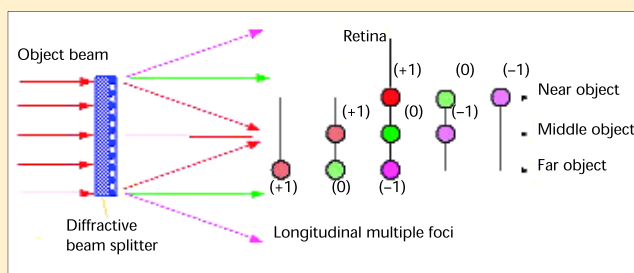 Retina
Object beam
(+1)
(0)
(−1)
Near object
(+1)
(0)
(−1)
Middle object
Far object
(+1)
(0)
(−1)
Diffractive
beam splitter
Longitudinal multiple foci